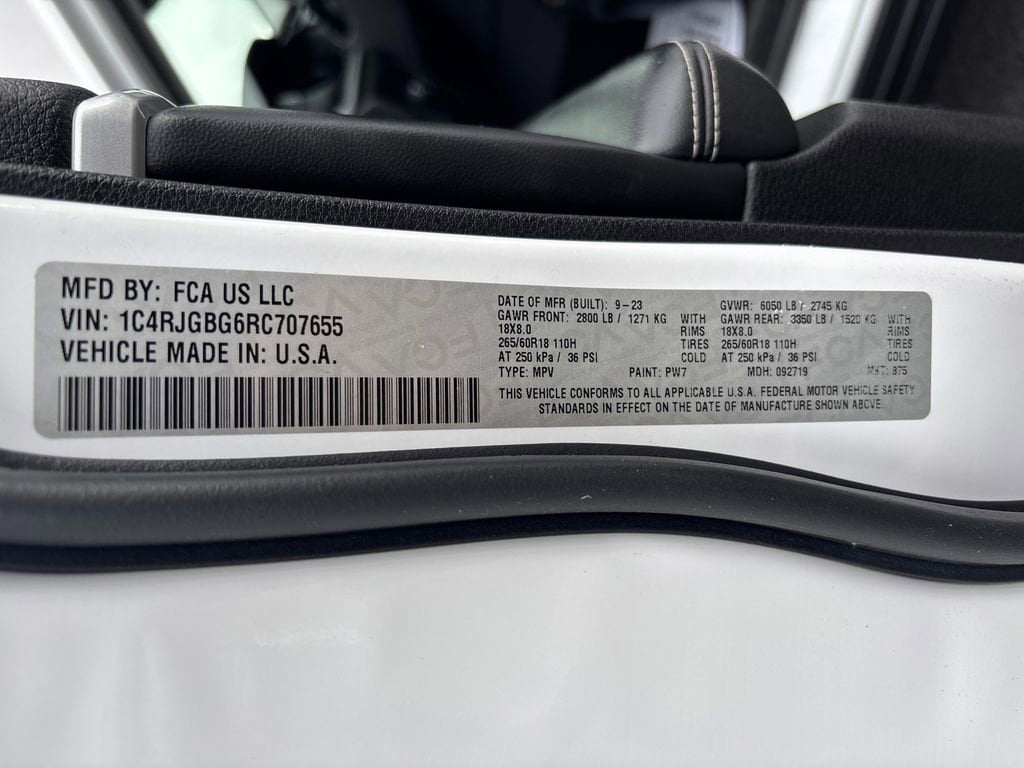 MFD BY: FCA US LLC
VIN: 1C4RJGBG6RC707655
VEHICLE MADE IN: U.S.A.
DATE OF MFR (BUILT): 9-23 GVWR: 6050 LB / 2745 KG
GAWR FRONT: 2800 LB / 1271 KG WITH GAWR REAR: 3350 LB / 1520 KG WITH
18X8.0 RIMS 18X8.0 RIMS
265/60R18 110H TIRES 265/60R18 110H TIRES
AT 250 kPa / 36 PSI COLD AT 250 kPa / 36 PSI COLD
TYPE: MPV PAINT: PW7 MDH: 092719 MKT: 875
THIS VEHICLE CONFORMS TO ALL APPLICABLE U.S.A. FEDERAL MOTOR VEHICLE SAFETY
STANDARDS IN EFFECT ON THE DATE OF MANUFACTURE SHOWN ABOVE.